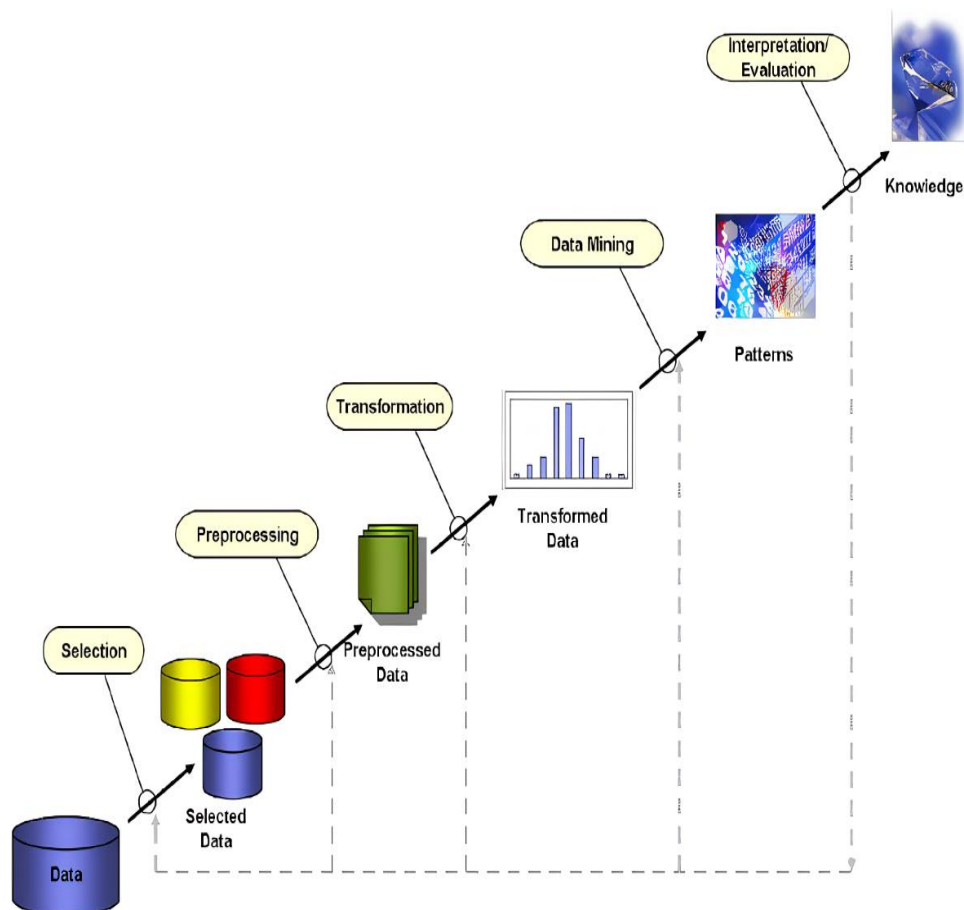 Interpretation/
Evaluation
Knowledge
Data Mining
Patterns
Transformation
Transformed
Data
Preprocessing
Preprocessed
Data
Selection
Selected
Data
Data